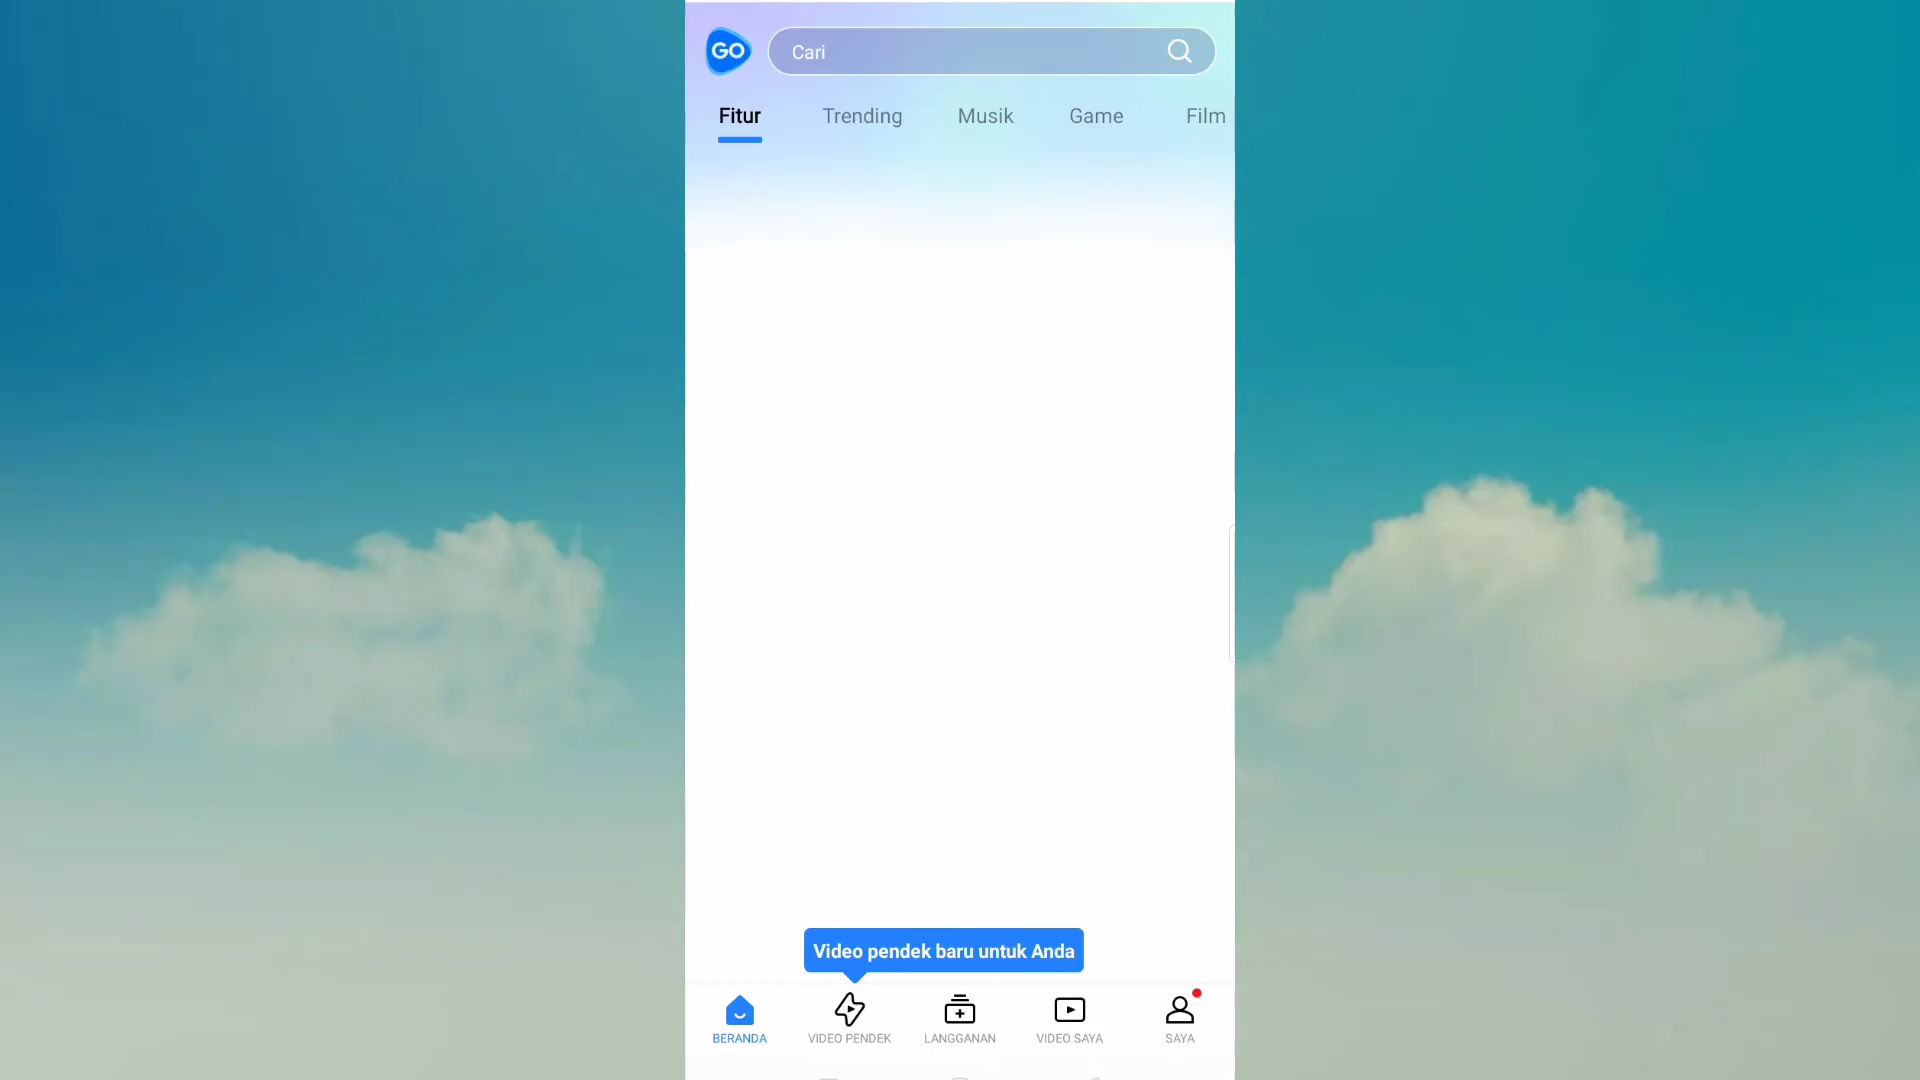 GO
Cari
Fitur Trending Musik Game Film
Video pendek baru untuk Anda
BERANDA VIDEO PENDEK LANGGANAN VIDEO SAYA SAYA